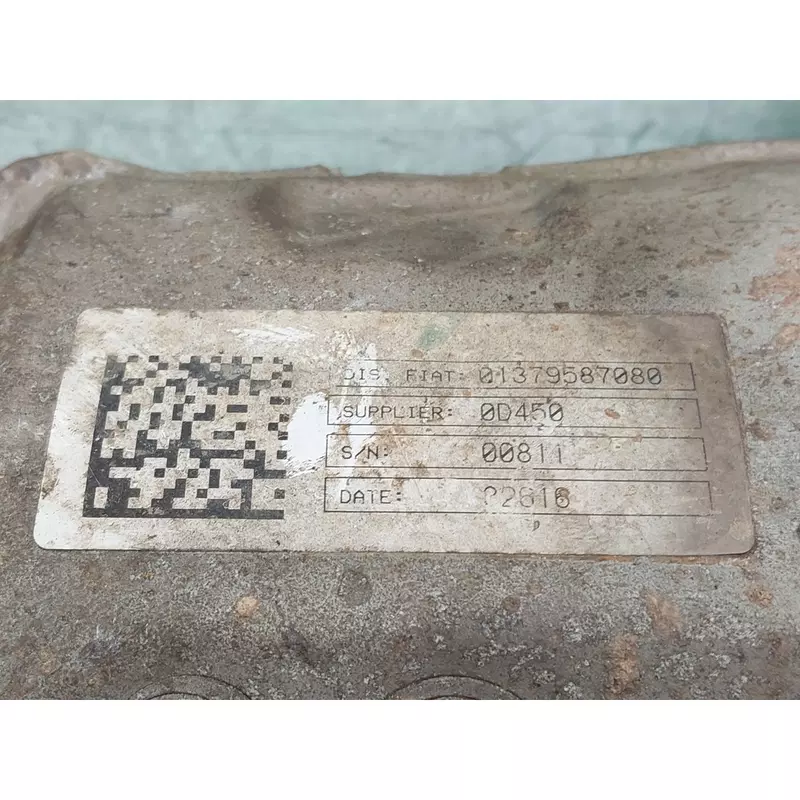 DIS. FIAT: 01379587080
SUPPLIER: 0D450
S/N: 00811
DATE: